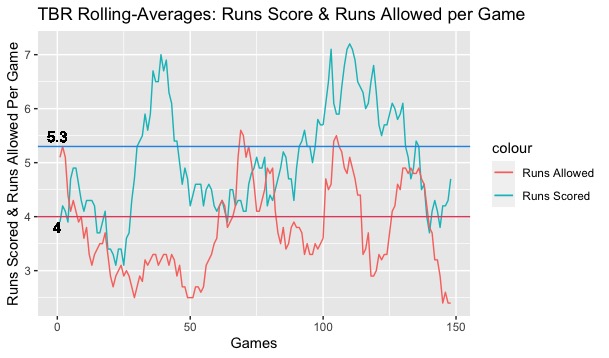 TBR Rolling-Averages: Runs Score & Runs Allowed per Game
Runs Scored & Runs Allowed Per Game
7
6
5
4
3
5.3
4
0
50
100
150
Games
colour
Runs Allowed
Runs Scored